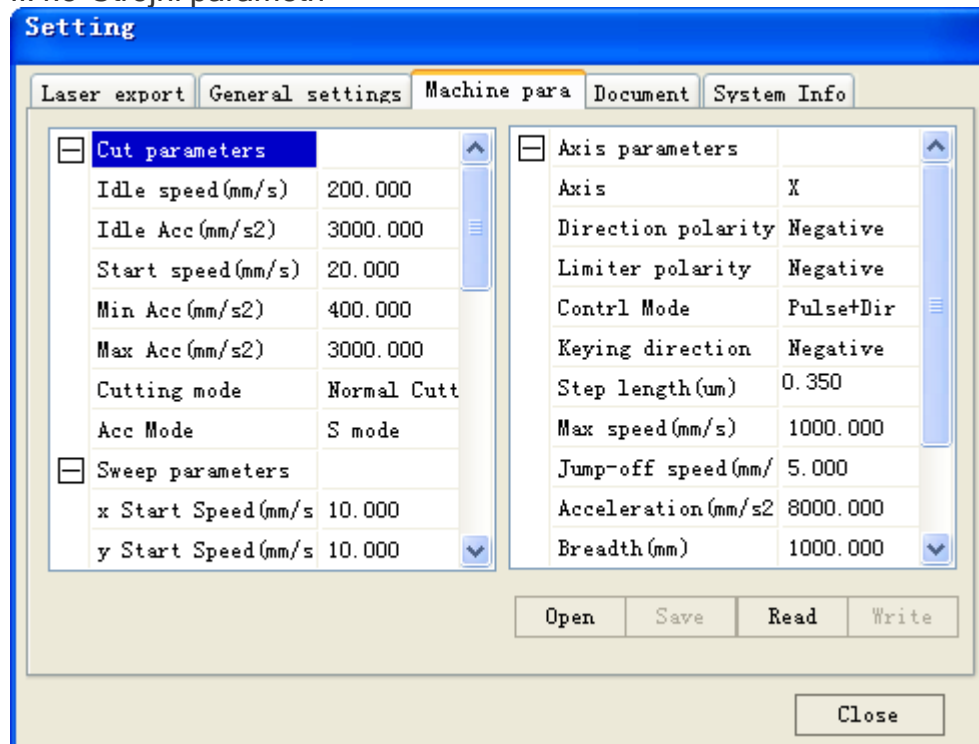 Setting
Laser export General settings Machine para Document System Info
Cut parameters
Idle speed(mm/s) 200.000
Idle Acc(mm/s2) 3000.000
Start speed(mm/s) 20.000
Min Acc(mm/s2) 400.000
Max Acc(mm/s2) 3000.000
Cutting mode Normal Cutt
Acc Mode S mode
Sweep parameters
x Start Speed(mm/s 10.000
y Start Speed(mm/s 10.000
Axis parameters
Axis X
Direction polarity Negative
Limiter polarity Negative
Contrl Mode Pulse+Dir
Keying direction Negative
Step length(um) 0.350
Max speed(mm/s) 1000.000
Jump-off speed(mm/ 5.000
Acceleration(mm/s2 8000.000
Breadth(mm) 1000.000
Open Save Read Write
Close